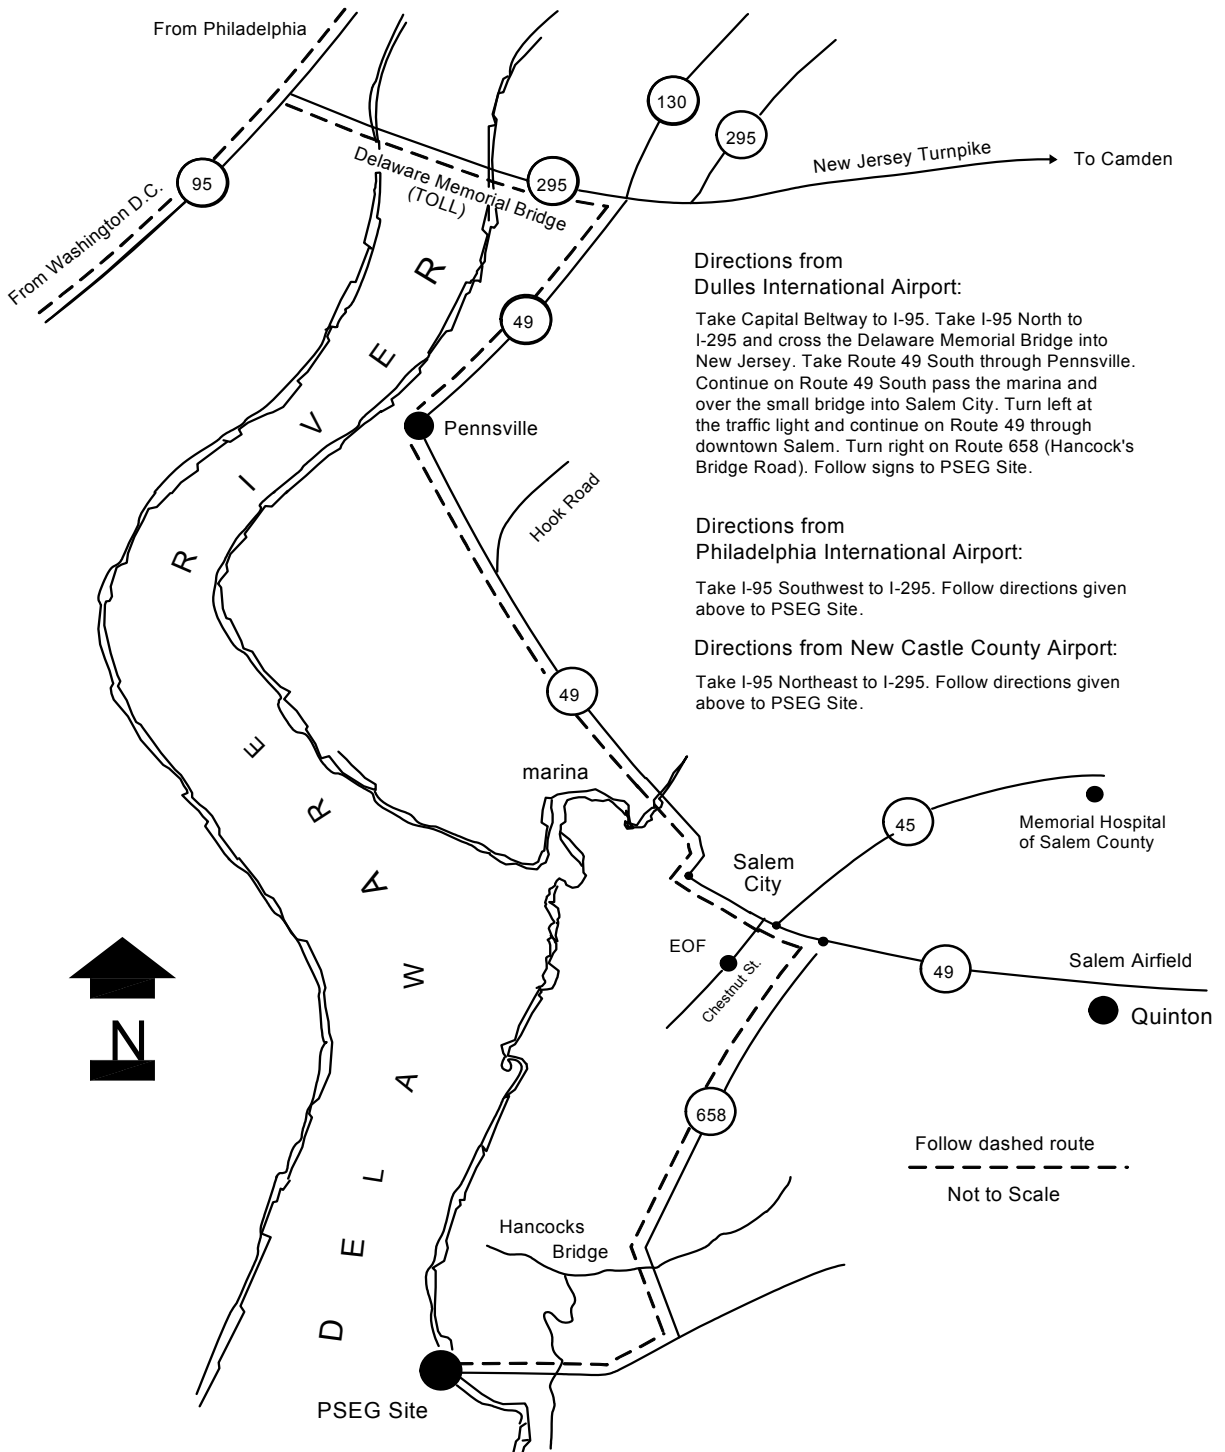 From Philadelphia
130
295
New Jersey Turnpike
To Camden
95
Delaware Memorial Bridge
(TOLL)
295
From Washington D.C.
Directions from
Dulles International Airport:
Take Capital Beltway to I-95. Take I-95 North to
I-295 and cross the Delaware Memorial Bridge into
New Jersey. Take Route 49 South through Pennsville.
Continue on Route 49 South pass the marina and
over the small bridge into Salem City. Turn left at
the traffic light and continue on Route 49 through
downtown Salem. Turn right on Route 658 (Hancock's
Bridge Road). Follow signs to PSEG Site.
49
Pennsville
Hook Road
Directions from
Philadelphia International Airport:
Take I-95 Southwest to I-295. Follow directions given
above to PSEG Site.
Directions from New Castle County Airport:
Take I-95 Northeast to I-295. Follow directions given
above to PSEG Site.
49
marina
45
Memorial Hospital
of Salem County
Salem
City
EOF
Chestnut St.
49
Salem Airfield
Quinton
N
DELAWARE RIVER
658
Follow dashed route
Not to Scale
Hancocks
Bridge
PSEG Site